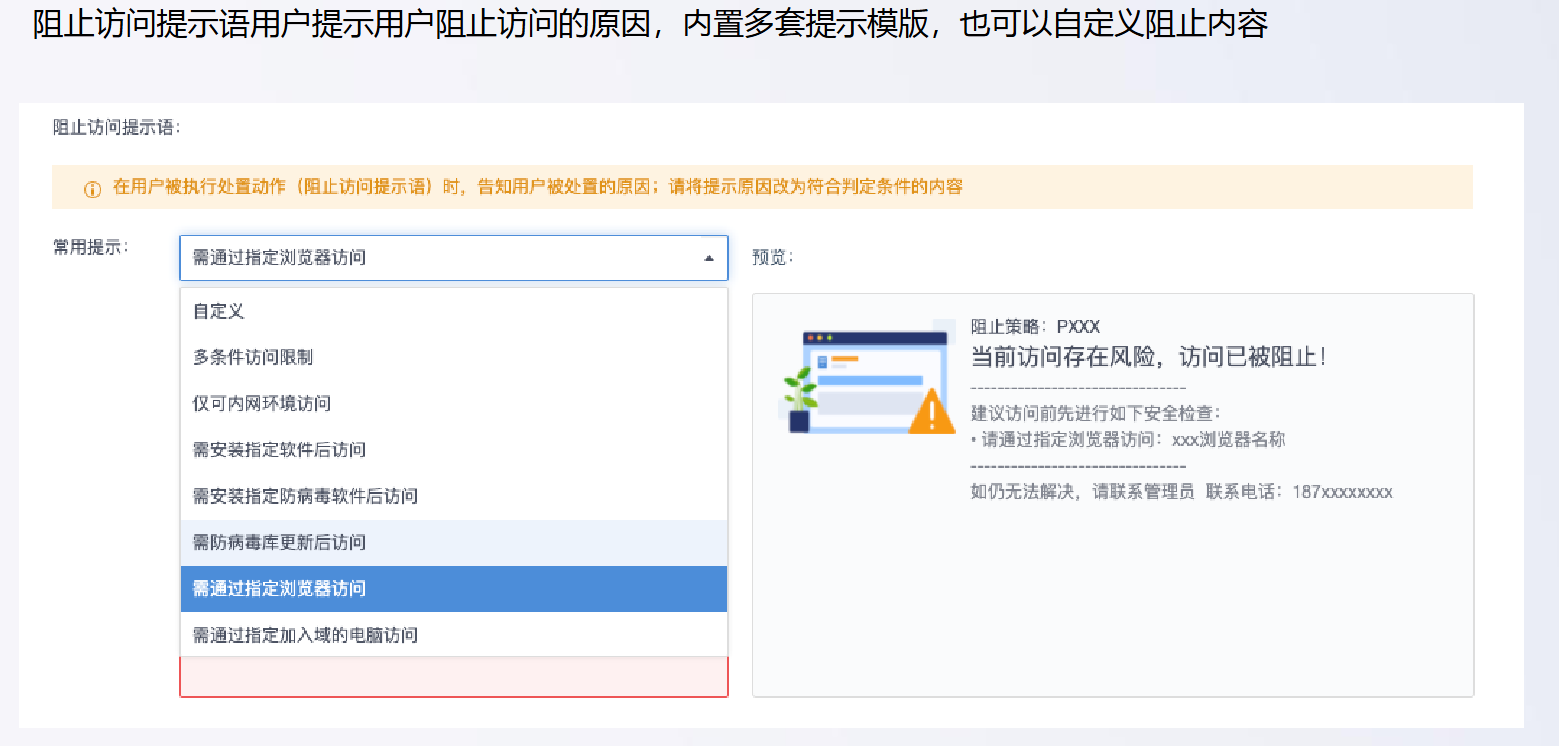 阻止访问提示语用户提示用户阻止访问的原因，内置多套提示模版，也可以自定义阻止内容
阻止访问提示语：
在用户被执行处置动作（阻止访问提示语）时，告知用户被处置的原因；请将提示原因改为符合判定条件的内容
常用提示：
需通过指定浏览器访问
自定义
多条件访问限制
仅可内网环境访问
需安装指定软件后访问
需安装指定防病毒软件后访问
需防病毒库更新后访问
需通过指定浏览器访问
需通过指定加入域的电脑访问
预览：
阻止策略：PXXX
当前访问存在风险，访问已被阻止！
--------------------------------
建议访问前先进行如下安全检查：
• 请通过指定浏览器访问：xxx浏览器名称
--------------------------------
如仍无法解决，请联系管理员 联系电话：187xxxxxxxx